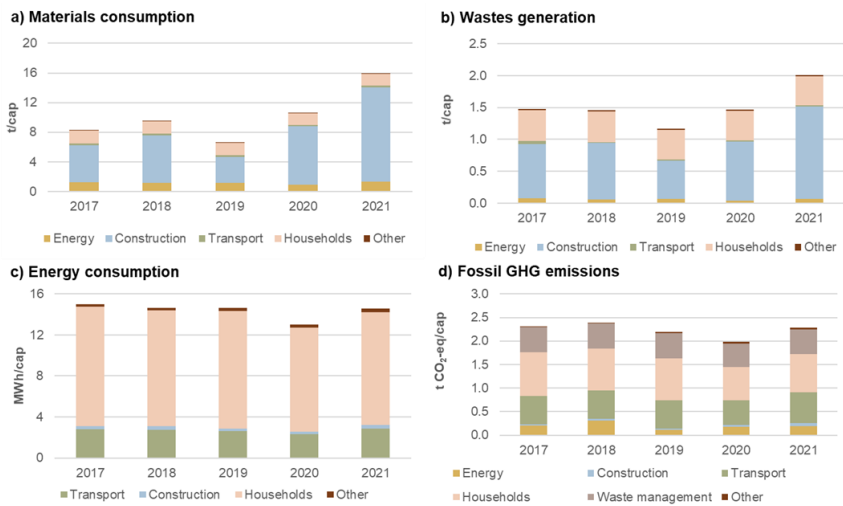 a) Materials consumption
20
16
12
8
4
0
t/cap
2017 2018 2019 2020 2021
Energy Construction Transport Households Other
b) Wastes generation
2.5
2.0
1.5
1.0
0.5
0.0
t/cap
2017 2018 2019 2020 2021
Energy Construction Transport Households Other
c) Energy consumption
16
12
8
4
0
MWh/cap
2017 2018 2019 2020 2021
Transport Construction Households Other
d) Fossil GHG emissions
3.0
2.5
2.0
1.5
1.0
0.5
0.0
t CO₂-eq/cap
2017 2018 2019 2020 2021
Energy Construction Transport
Households Waste management Other